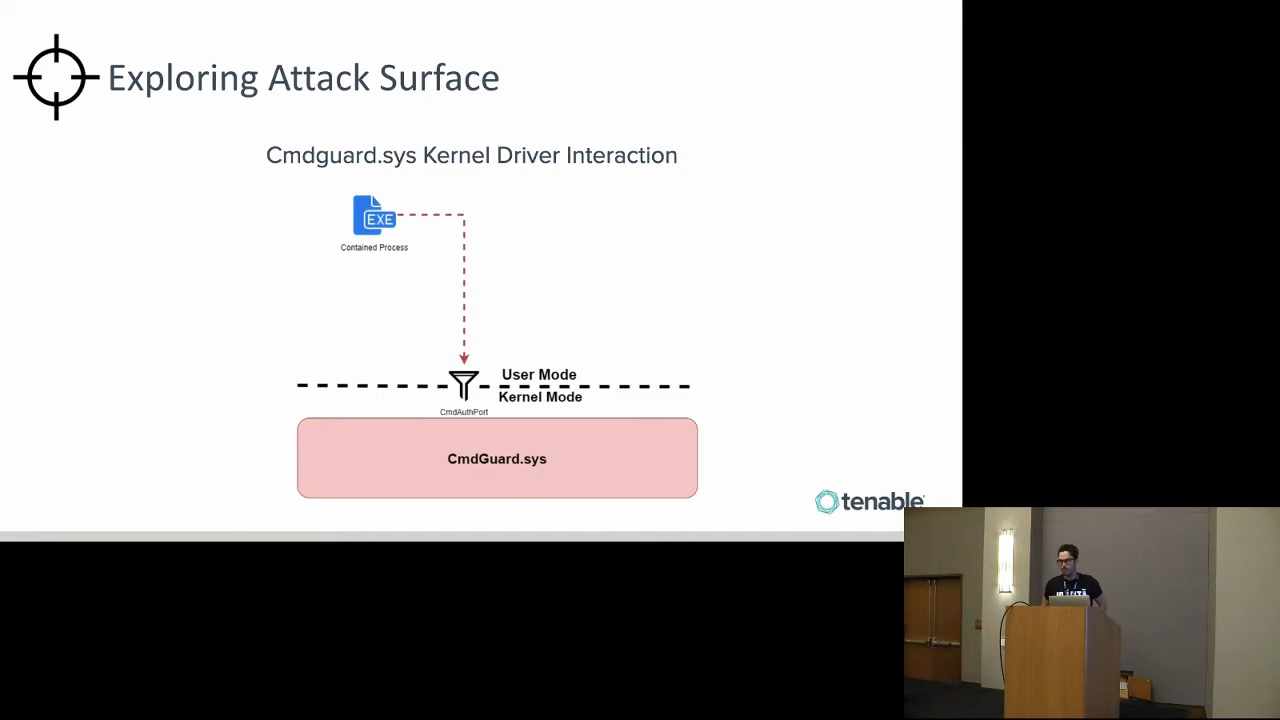 Exploring Attack Surface
Cmdguard.sys Kernel Driver Interaction
EXE
Contained Process
User Mode
Kernel Mode
CmdAuthPort
CmdGuard.sys
tenable